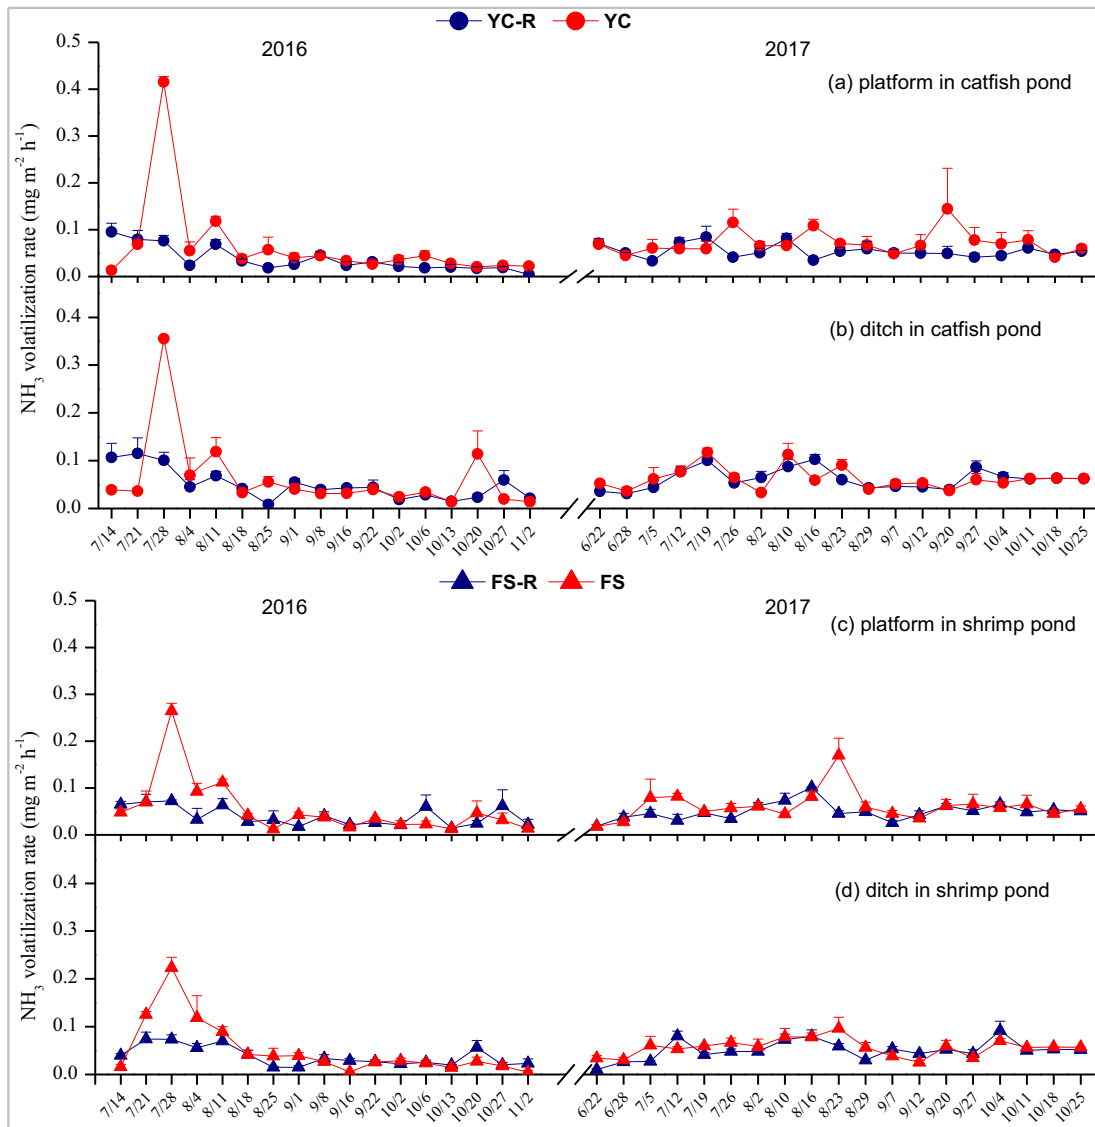 YC-R YC
2016 2017
(a) platform in catfish pond
0.5
0.4
0.3
0.2
0.1
0.0
NH₃ volatilization rate (mg m⁻² h⁻¹)
(b) ditch in catfish pond
0.4
0.3
0.2
0.1
0.0
7/14 7/21 7/28 8/4 8/11 8/18 8/25 9/1 9/8 9/16 9/22 10/2 10/6 10/13 10/20 10/27 11/2 6/22 6/28 7/5 7/12 7/19 7/26 8/2 8/10 8/16 8/23 8/29 9/7 9/12 9/20 9/27 10/4 10/11 10/18 10/25
FS-R FS
2016 2017
(c) platform in shrimp pond
0.5
0.4
0.3
0.2
0.1
0.0
NH₃ volatilization rate (mg m⁻² h⁻¹)
(d) ditch in shrimp pond
0.4
0.3
0.2
0.1
0.0
7/14 7/21 7/28 8/4 8/11 8/18 8/25 9/1 9/8 9/16 9/22 10/2 10/6 10/13 10/20 10/27 11/2 6/22 6/28 7/5 7/12 7/19 7/26 8/2 8/10 8/16 8/23 8/29 9/7 9/12 9/20 9/27 10/4 10/11 10/18 10/25